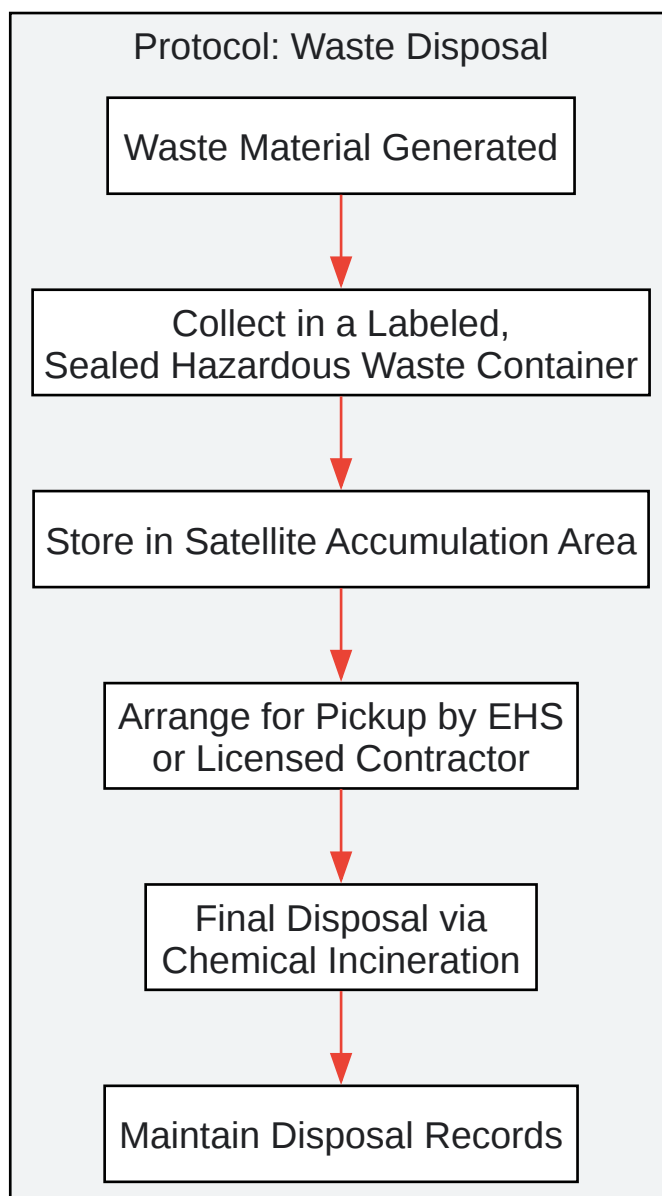 Protocol: Waste Disposal
Waste Material Generated
Collect in a Labeled,
Sealed Hazardous Waste Container
Store in Satellite Accumulation Area
Arrange for Pickup by EHS
or Licensed Contractor
Final Disposal via
Chemical Incineration
Maintain Disposal Records